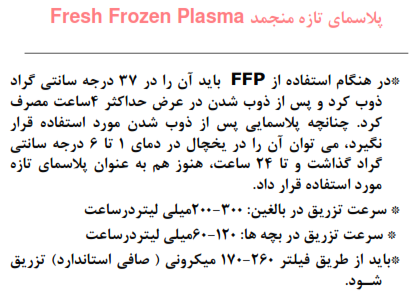 پلاسمای تازه منجمد Fresh Frozen Plasma
*در هنگام استفاده از FFP باید آن را در ۳۷ درجه سانتی گراد
ذوب کرد و پس از ذوب شدن در عرض حداکثر ۴ساعت مصرف
کرد. چنانچه پلاسمایی پس از ذوب شدن مورد استفاده قرار
نگیرد، می توان آن را در یخچال در دمای ۱ تا ۶ درجه سانتی
گراد گذاشت و تا ۲۴ ساعت، هنوز هم به عنوان پلاسمای تازه
مورد استفاده قرار داد.
* سرعت تزریق در بالغین: ۳۰۰-۲۰۰میلی لیتردرساعت
* سرعت تزریق در بچه ها: ۱۲۰-۶۰میلی لیتردرساعت
*باید از طریق فیلتر ۲۶۰-۱۷۰ میکرونی ( صافی استاندارد) تزریق
شــود.